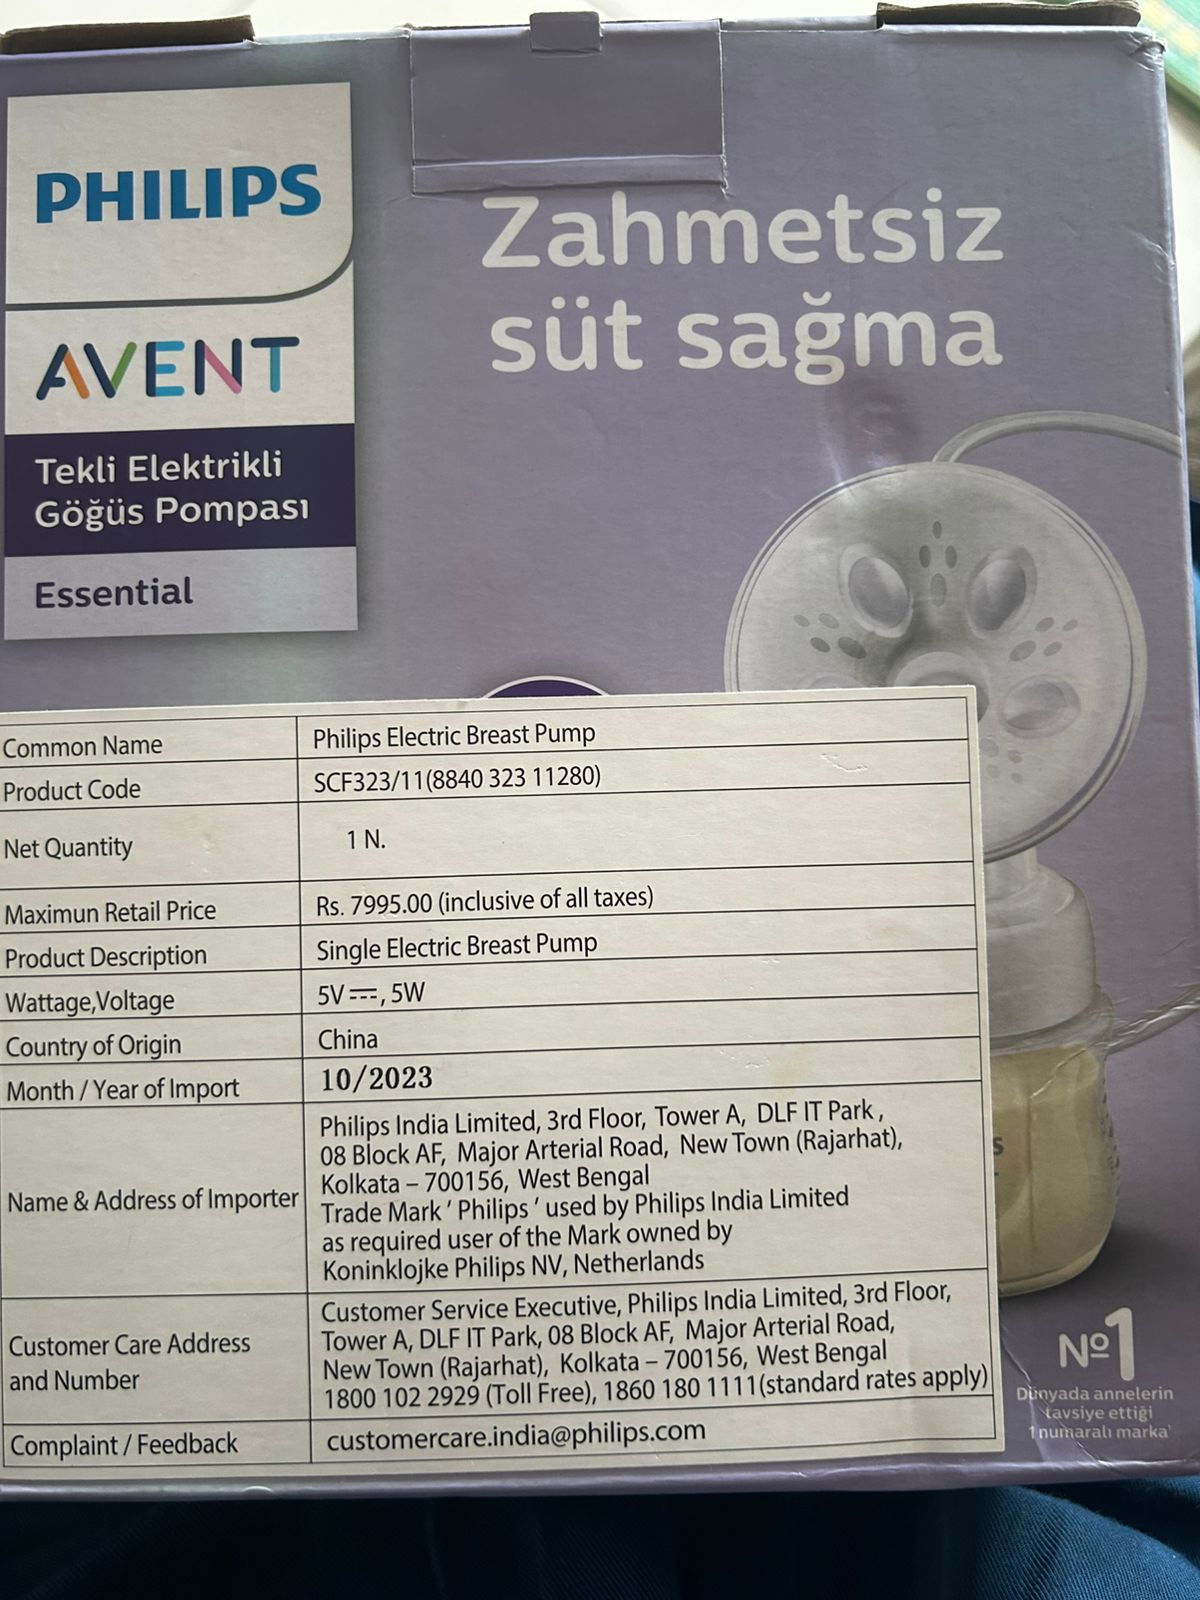 PHILIPS
AVENT
Tekli Elektrikli
Göğüs Pompası
Essential
Zahmetsiz
süt sağma
Common Name Philips Electric Breast Pump
Product Code SCF323/11(8840 323 11280)
Net Quantity 1 N.
Maximun Retail Price Rs. 7995.00 (inclusive of all taxes)
Product Description Single Electric Breast Pump
Wattage,Voltage 5V⎓, 5W
Country of Origin China
Month / Year of Import 10/2023
Name & Address of Importer
Philips India Limited, 3rd Floor, Tower A, DLF IT Park ,
08 Block AF, Major Arterial Road, New Town (Rajarhat),
Kolkata – 700156, West Bengal
Trade Mark ' Philips ' used by Philips India Limited
as required user of the Mark owned by
Koninklojke Philips NV, Netherlands
Customer Care Address
and Number
Customer Service Executive, Philips India Limited, 3rd Floor,
Tower A, DLF IT Park, 08 Block AF, Major Arterial Road,
New Town (Rajarhat), Kolkata – 700156, West Bengal
1800 102 2929 (Toll Free), 1860 180 1111(standard rates apply)
Complaint / Feedback customercare.india@philips.com
№1
Dünyada annelerin
tavsiye ettiği
1 numaralı marka¹